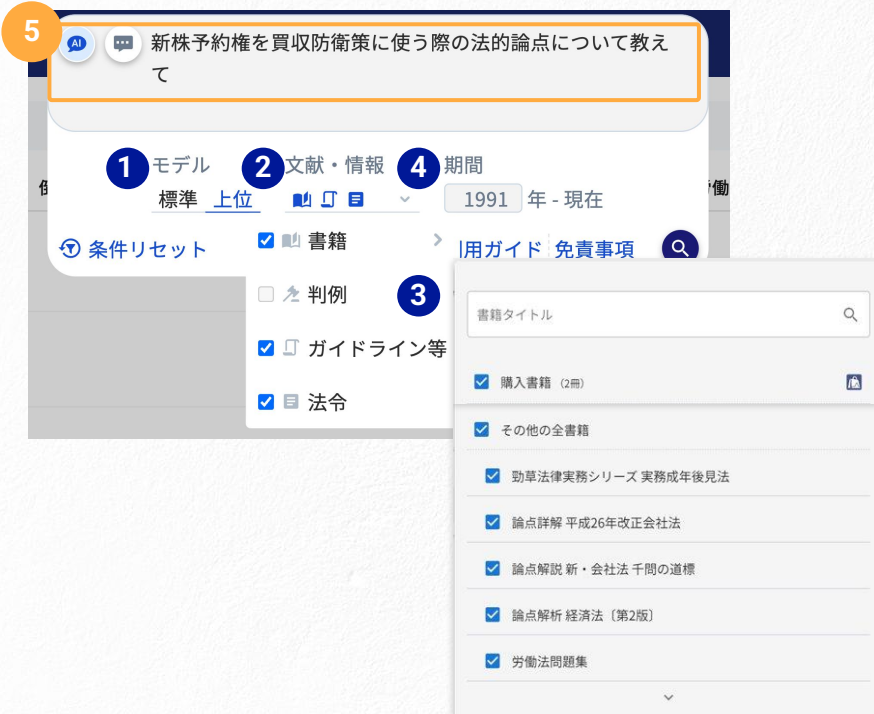 5
AI
新株予約権を買収防衛策に使う際の法的論点について教え
て
1 モデル 2 文献・情報 4 期間
標準 上位 1991 年 - 現在
働
条件リセット 書籍 用ガイド 免責事項
判例 3
ガイドライン等
法令
書籍タイトル
購入書籍 (2冊)
その他の全書籍
勁草法律実務シリーズ 実務成年後見法
論点詳解 平成26年改正会社法
論点解説 新・会社法 千問の道標
論点解析 経済法〔第2版〕
労働法問題集